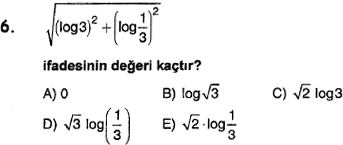 6. √((log3)² + (log 1/3)²)
ifadesinin değeri kaçtır?
A) 0 B) log√3 C) √2 log3
D) √3 log(1/3) E) √2·log 1/3